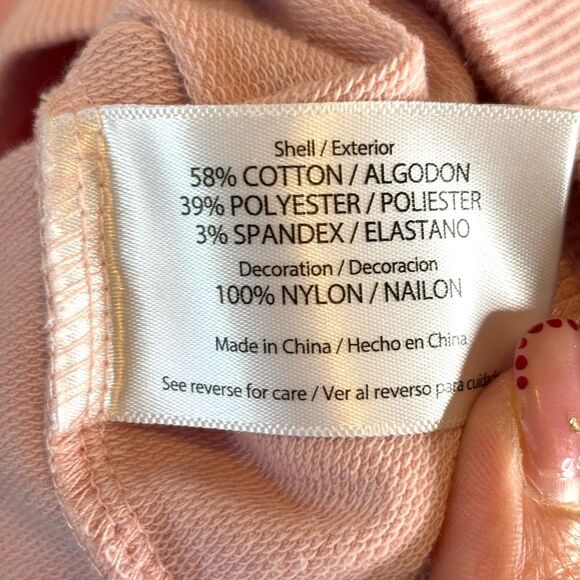 Shell / Exterior
58% COTTON / ALGODON
39% POLYESTER / POLIESTER
3% SPANDEX / ELASTANO
Decoration / Decoracion
100% NYLON / NAILON
Made in China / Hecho en China
See reverse for care / Ver al reverso para